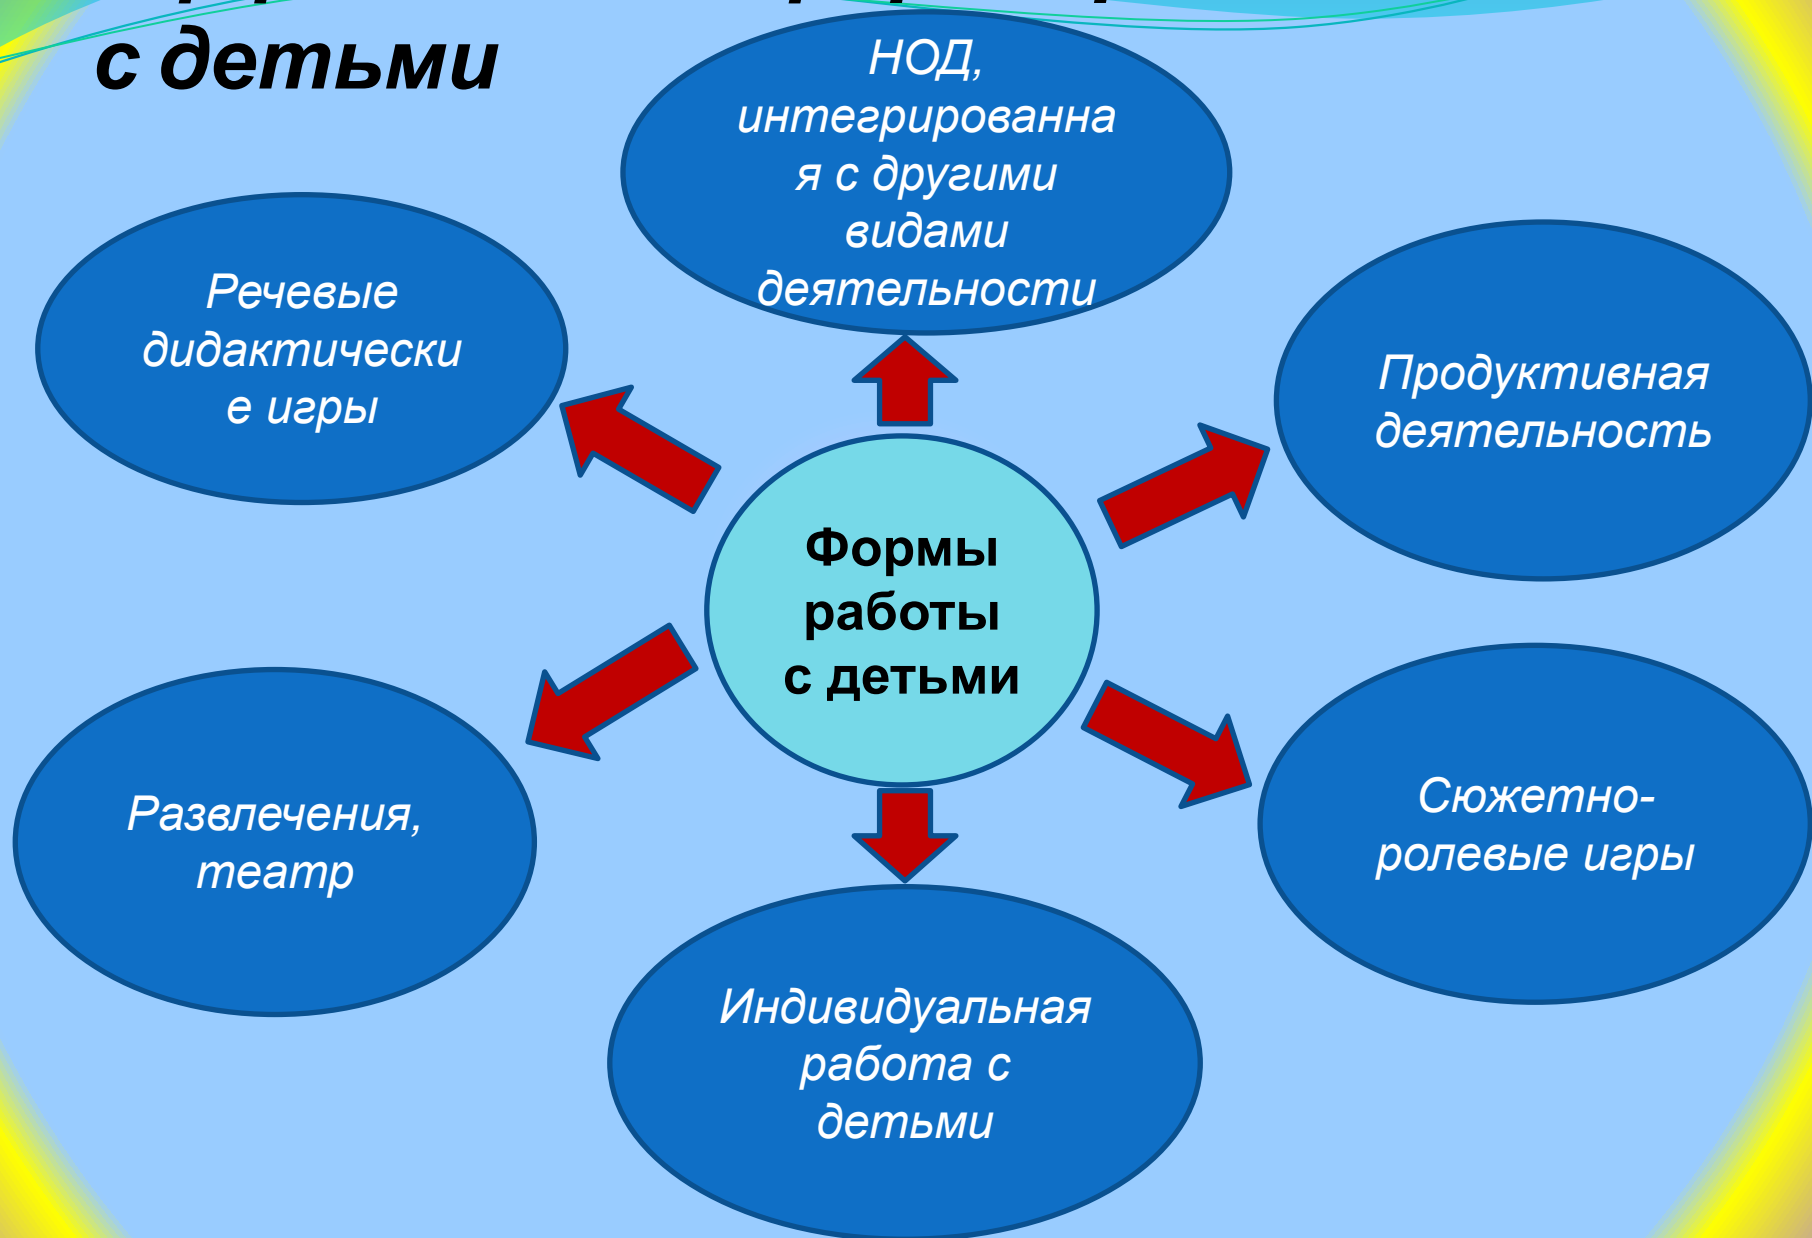 с детьми
НОД,
интегрированна
я с другими
видами
деятельности
Речевые
дидактически
е игры
Продуктивная
деятельность
Формы
работы
с детьми
Развлечения,
театр
Сюжетно-
ролевые игры
Индивидуальная
работа с
детьми